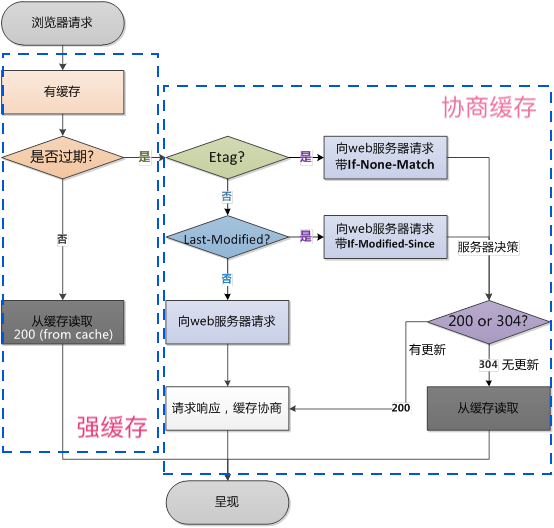 浏览器请求
有缓存
协商缓存
是否过期?
是
Etag?
是
向web服务器请求
带If-None-Match
否
否
Last-Modified?
是
向web服务器请求
带If-Modified-Since
服务器决策
否
从缓存读取
200 (from cache)
向web服务器请求
200 or 304?
有更新
304 无更新
请求响应，缓存协商
200
从缓存读取
强缓存
呈现